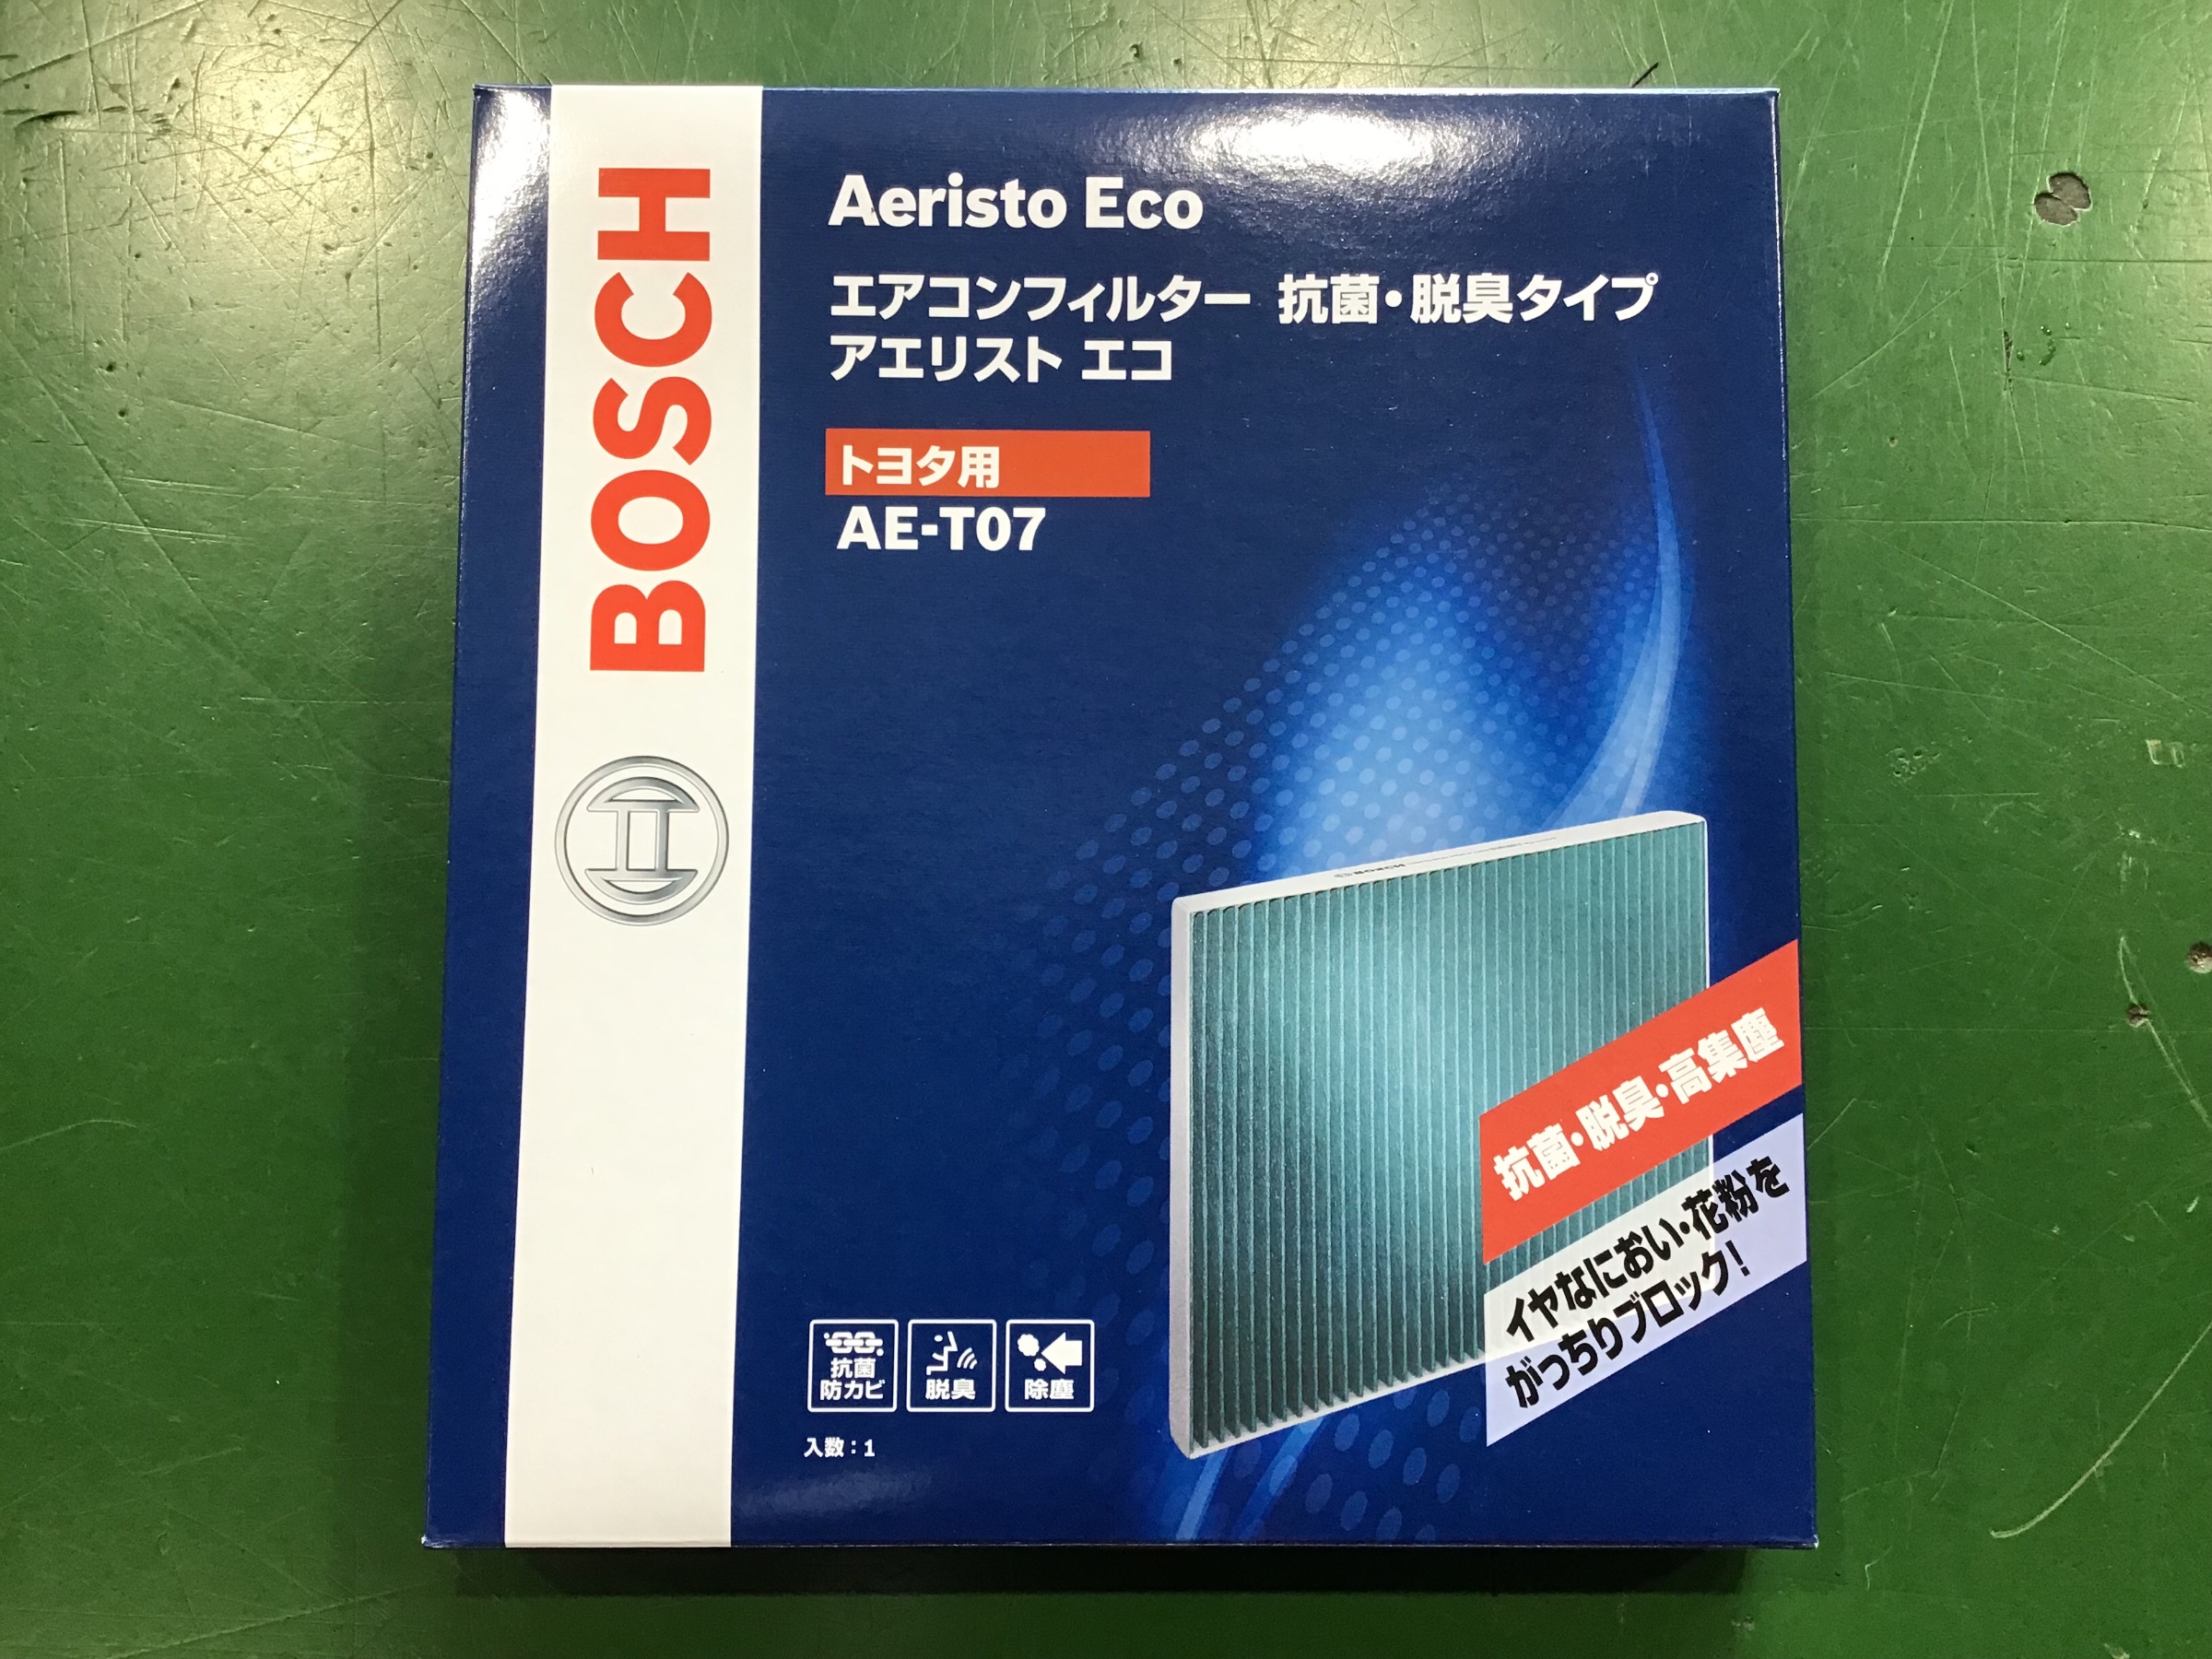 BOSCH
Aeristo Eco
エアコンフィルター 抗菌・脱臭タイプ
アエリスト エコ
トヨタ用
AE-T07
BOSCH
抗菌・脱臭・高集塵
イヤなにおい・花粉を
がっちりブロック!
抗菌
防カビ
脱臭
除塵
入数:1